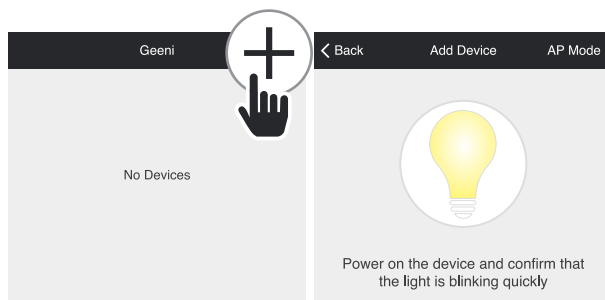 Geeni
No Devices
Back
Add Device
AP Mode
Power on the device and confirm that
the light is blinking quickly